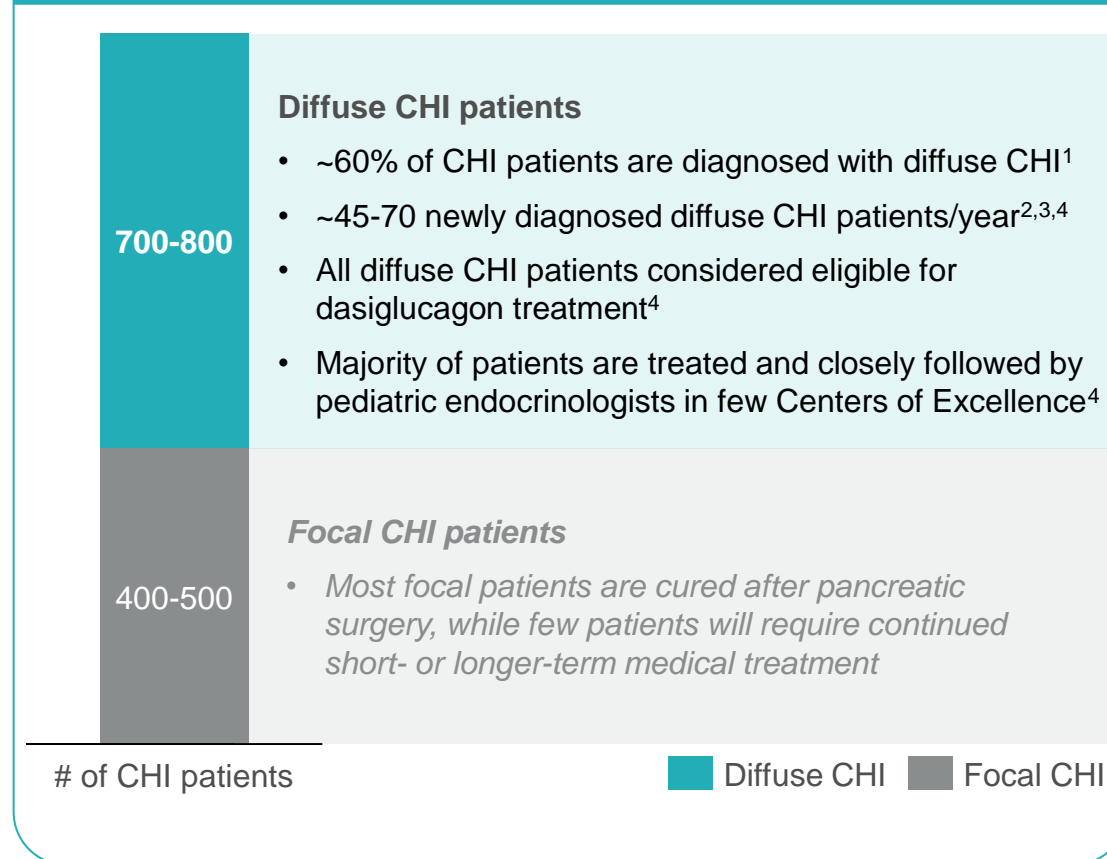 Diffuse CHI patients
• ~60% of CHI patients are diagnosed with diffuse CHI¹
• ~45-70 newly diagnosed diffuse CHI patients/year²,³,⁴
700-800
• All diffuse CHI patients considered eligible for
dasiglucagon treatment⁴
• Majority of patients are treated and closely followed by
pediatric endocrinologists in few Centers of Excellence⁴
Focal CHI patients
400-500
• Most focal patients are cured after pancreatic
surgery, while few patients will require continued
short- or longer-term medical treatment
# of CHI patients
Diffuse CHI
Focal CHI